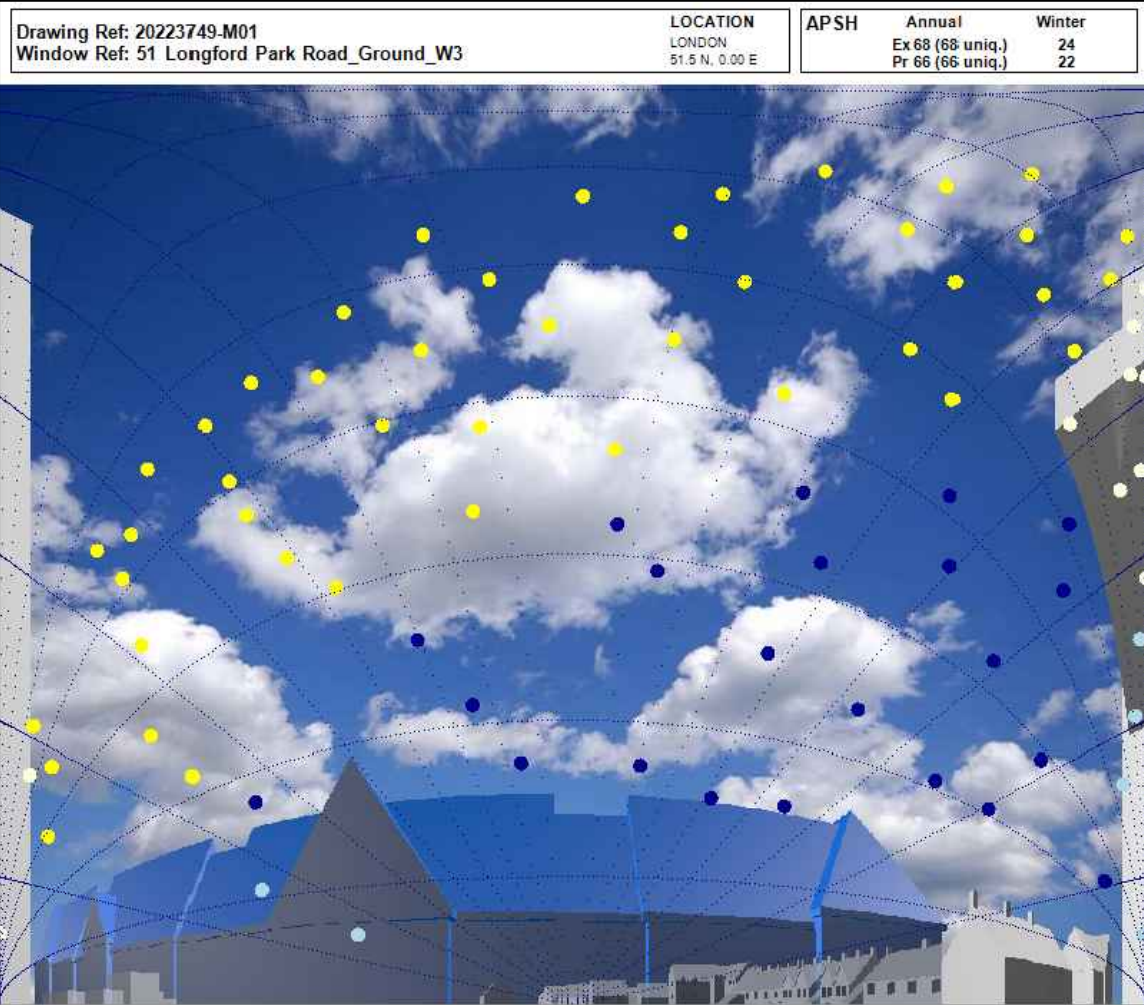 Drawing Ref: 20223749-M01
Window Ref: 51 Longford Park Road_Ground_W3
LOCATION
LONDON
51.5 N, 0.00 E
APSH Annual Winter
Ex 68 (68 uniq.) 24
Pr 66 (66 uniq.) 22